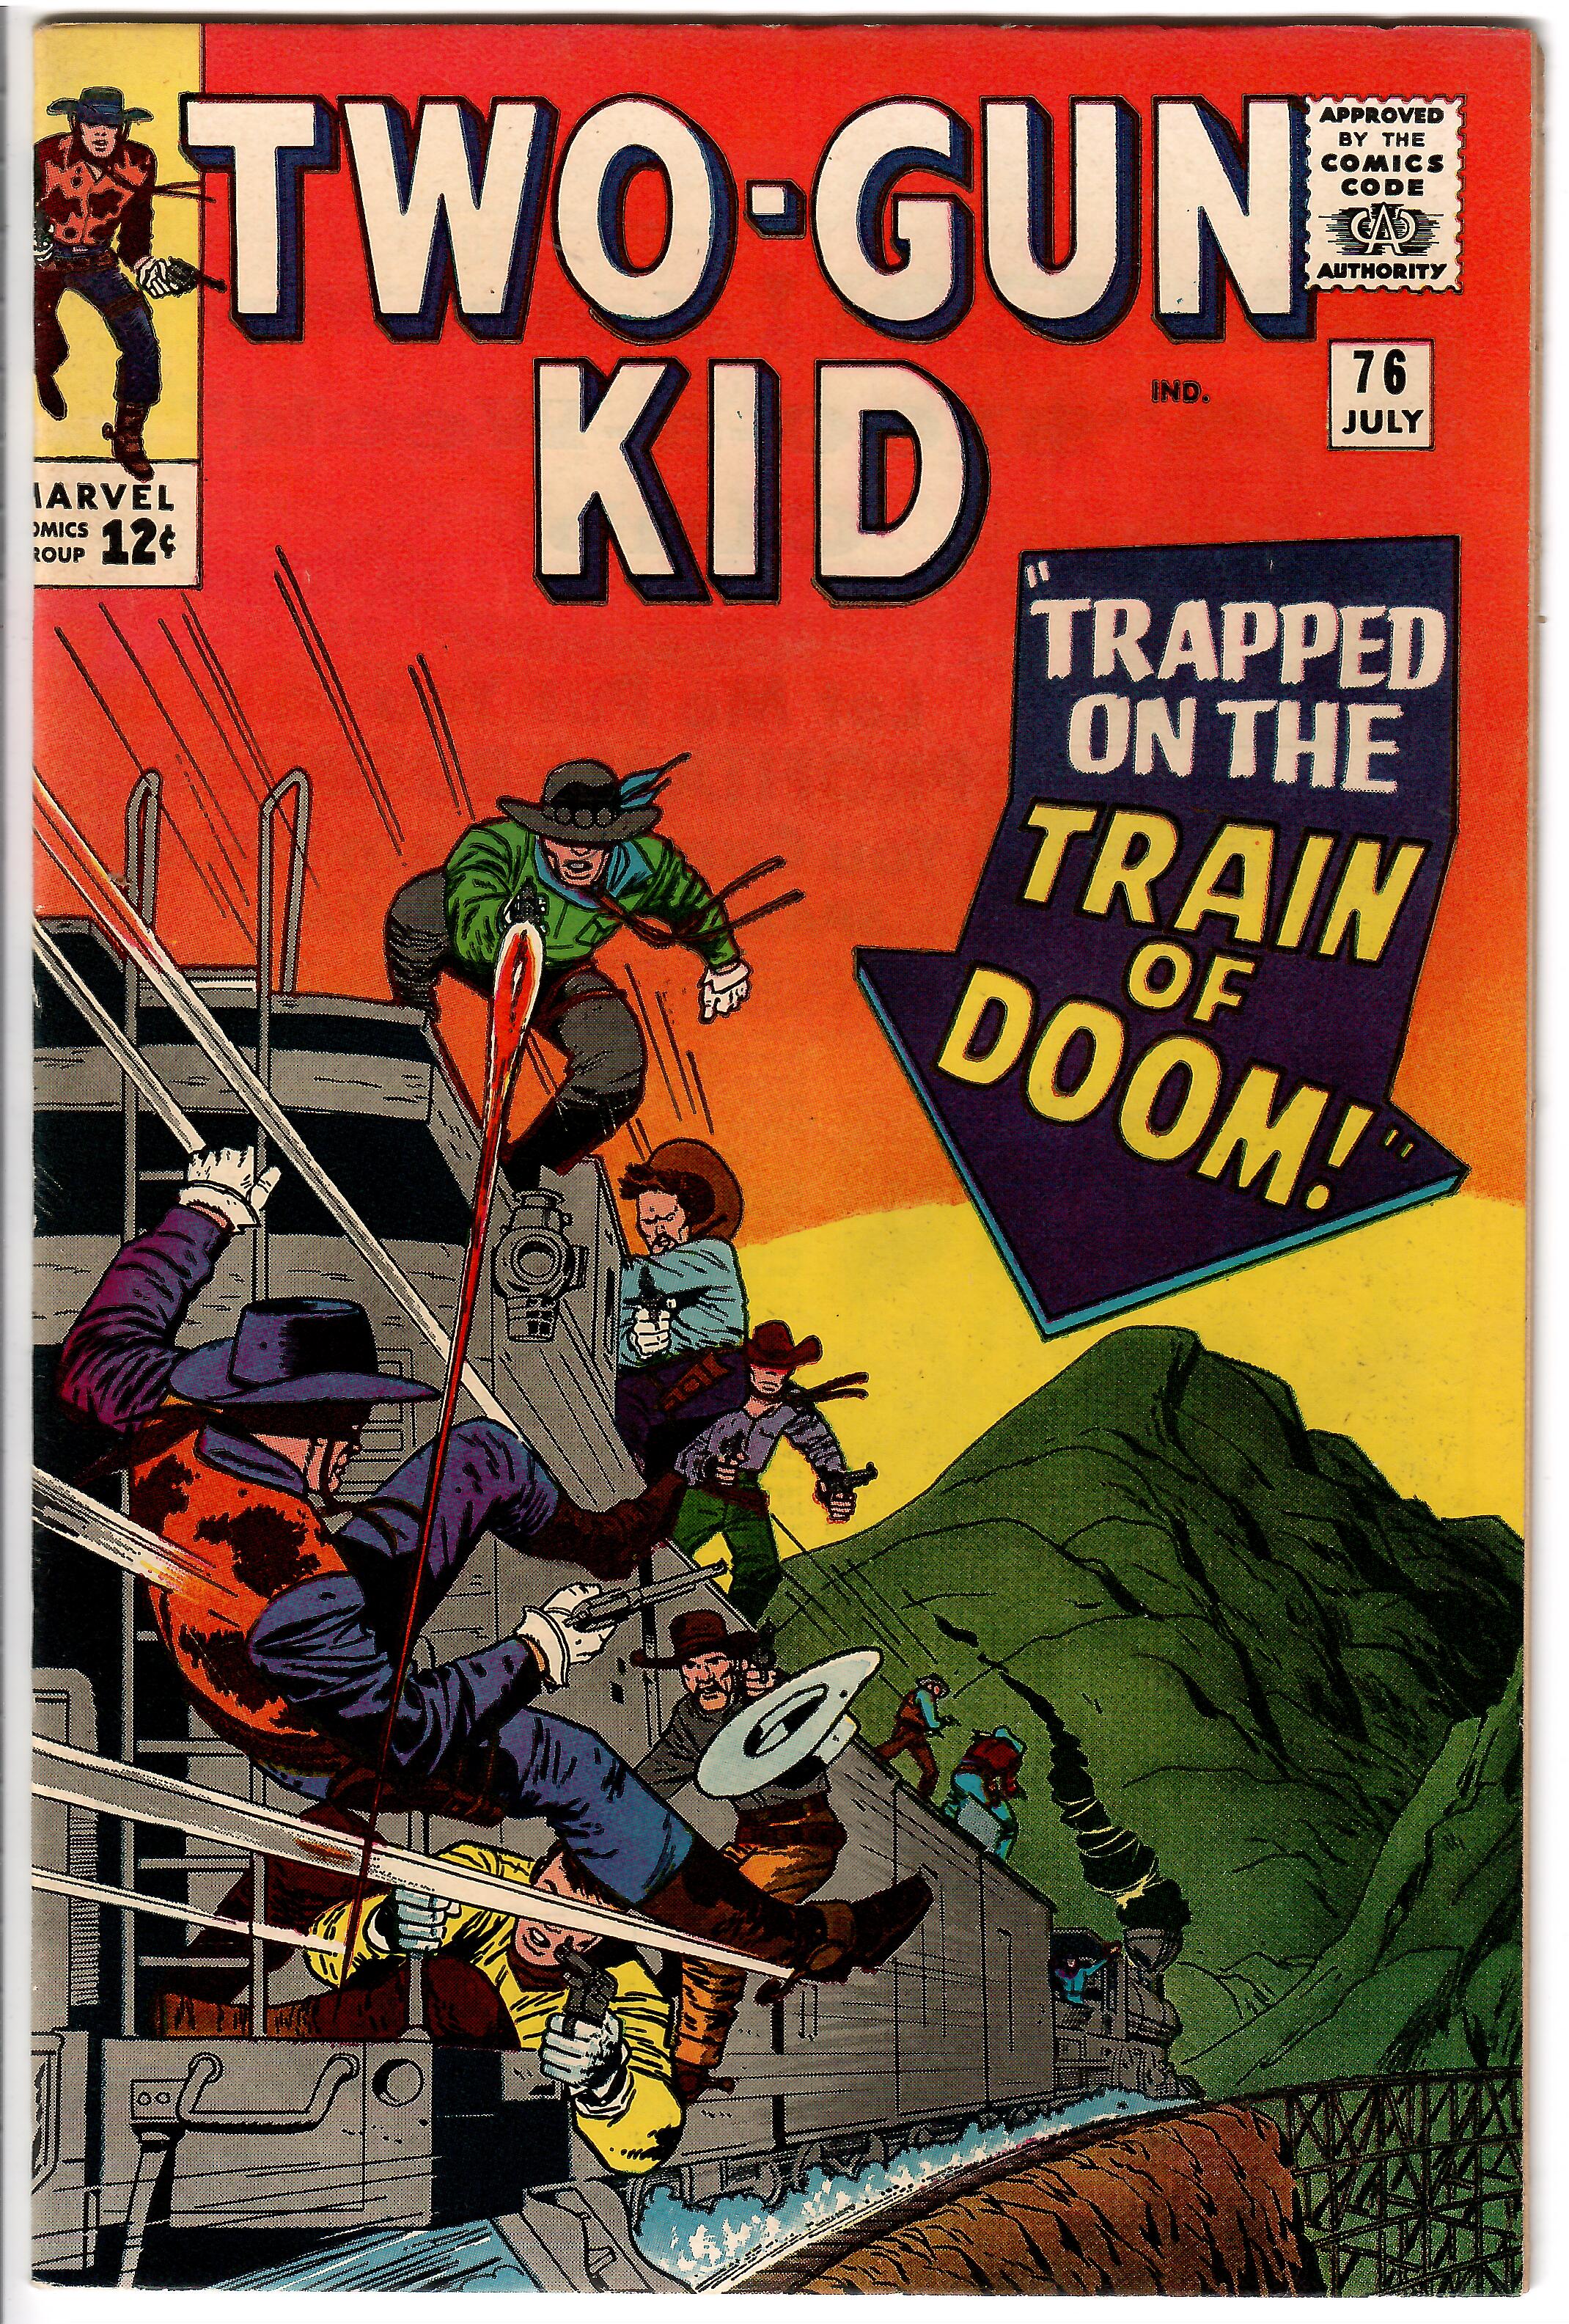 TWO-GUN
KID
APPROVED
BY THE
COMICS
CODE
CA
AUTHORITY
IND.
76
JULY
MARVEL
COMICS
GROUP 12¢
"TRAPPED
ON THE
TRAIN
OF
DOOM!"